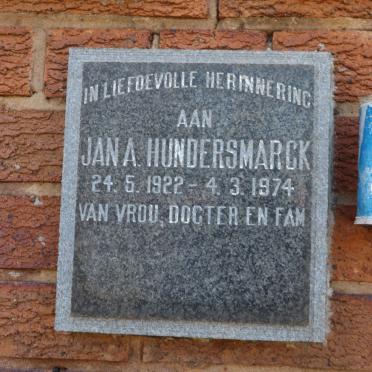 IN LIEFDEVOLLE HERINNERING
AAN
JAN A. HUNDERSMARCK
24. 5. 1922 - 4. 3. 1974
VAN VROU, DOGTER EN FAM